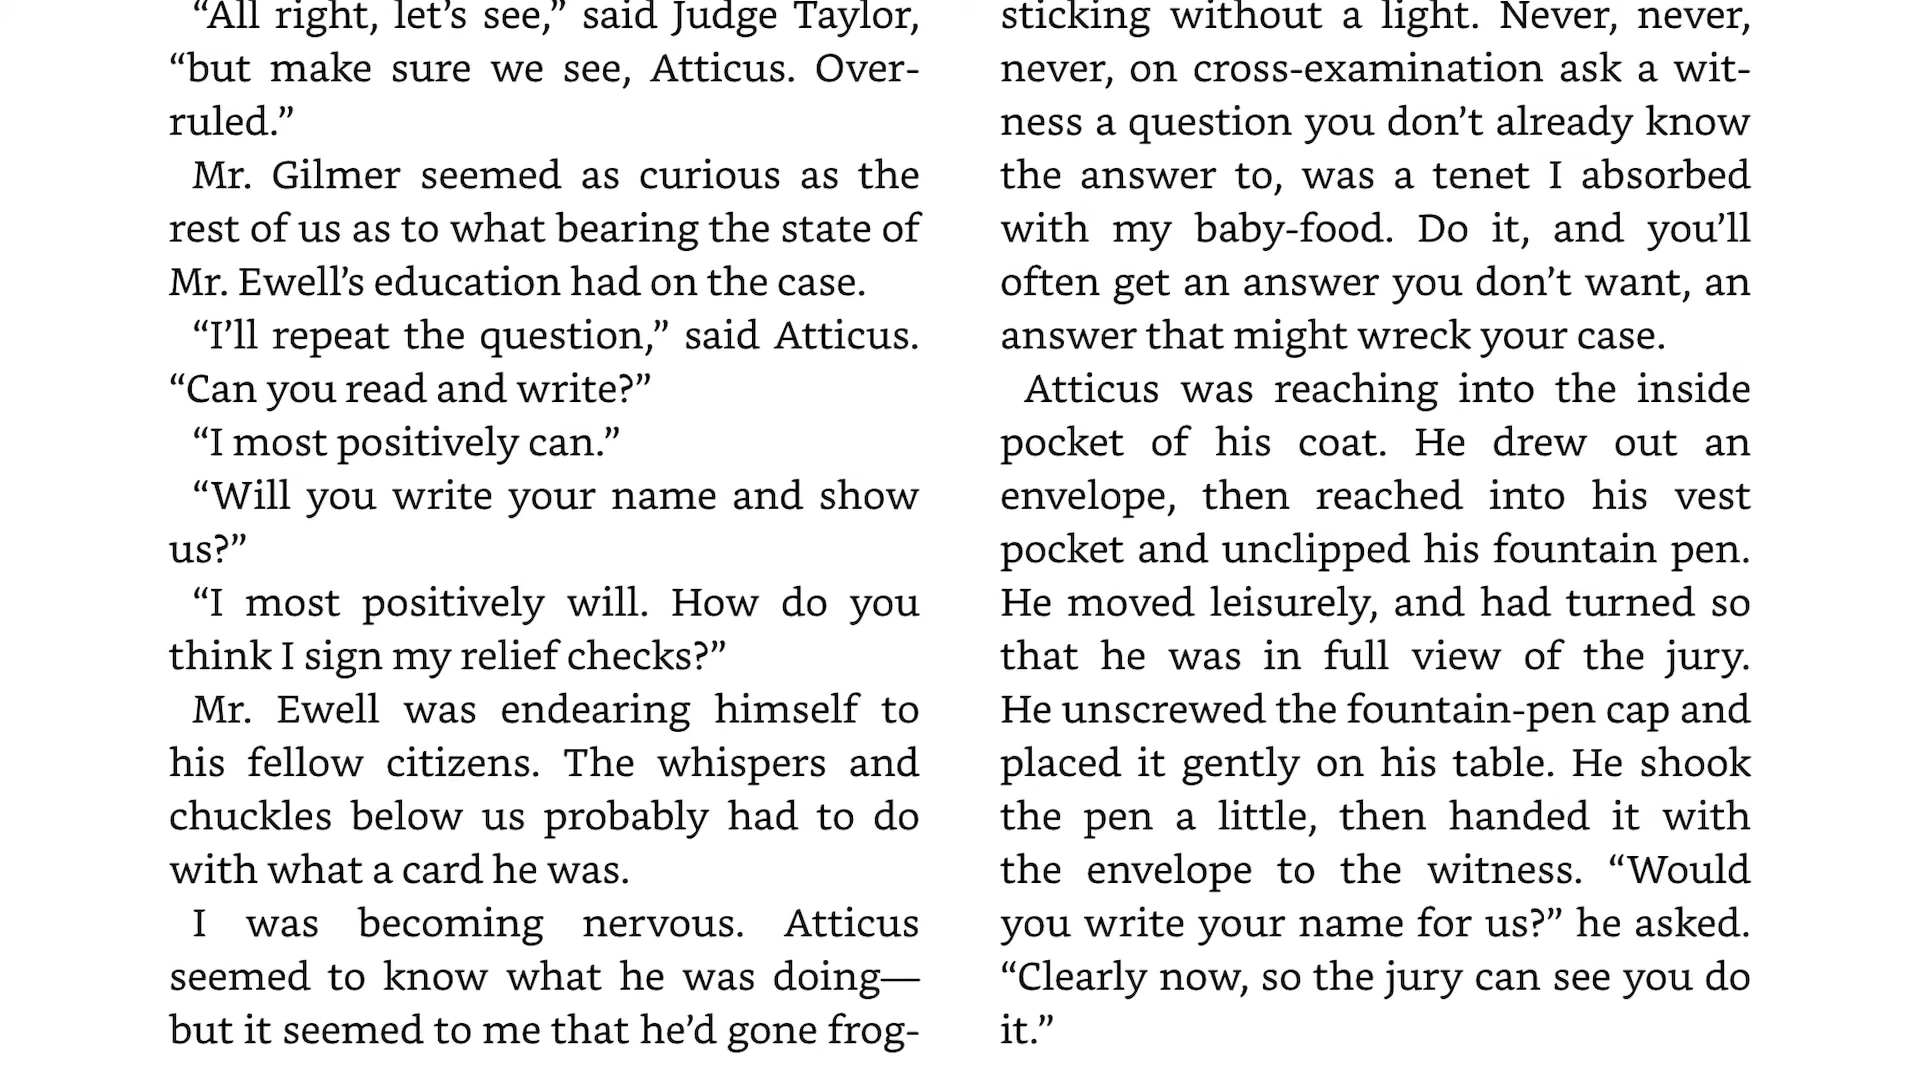 “All right, let’s see,” said Judge Taylor,
“but make sure we see, Atticus. Over-
ruled.”
Mr. Gilmer seemed as curious as the
rest of us as to what bearing the state of
Mr. Ewell’s education had on the case.
“I’ll repeat the question,” said Atticus.
“Can you read and write?”
“I most positively can.”
“Will you write your name and show
us?”
“I most positively will. How do you
think I sign my relief checks?”
Mr. Ewell was endearing himself to
his fellow citizens. The whispers and
chuckles below us probably had to do
with what a card he was.
I was becoming nervous. Atticus
seemed to know what he was doing—
but it seemed to me that he’d gone frog-
sticking without a light. Never, never,
never, on cross-examination ask a wit-
ness a question you don’t already know
the answer to, was a tenet I absorbed
with my baby-food. Do it, and you’ll
often get an answer you don’t want, an
answer that might wreck your case.
Atticus was reaching into the inside
pocket of his coat. He drew out an
envelope, then reached into his vest
pocket and unclipped his fountain pen.
He moved leisurely, and had turned so
that he was in full view of the jury.
He unscrewed the fountain-pen cap and
placed it gently on his table. He shook
the pen a little, then handed it with
the envelope to the witness. “Would
you write your name for us?” he asked.
“Clearly now, so the jury can see you do
it.”